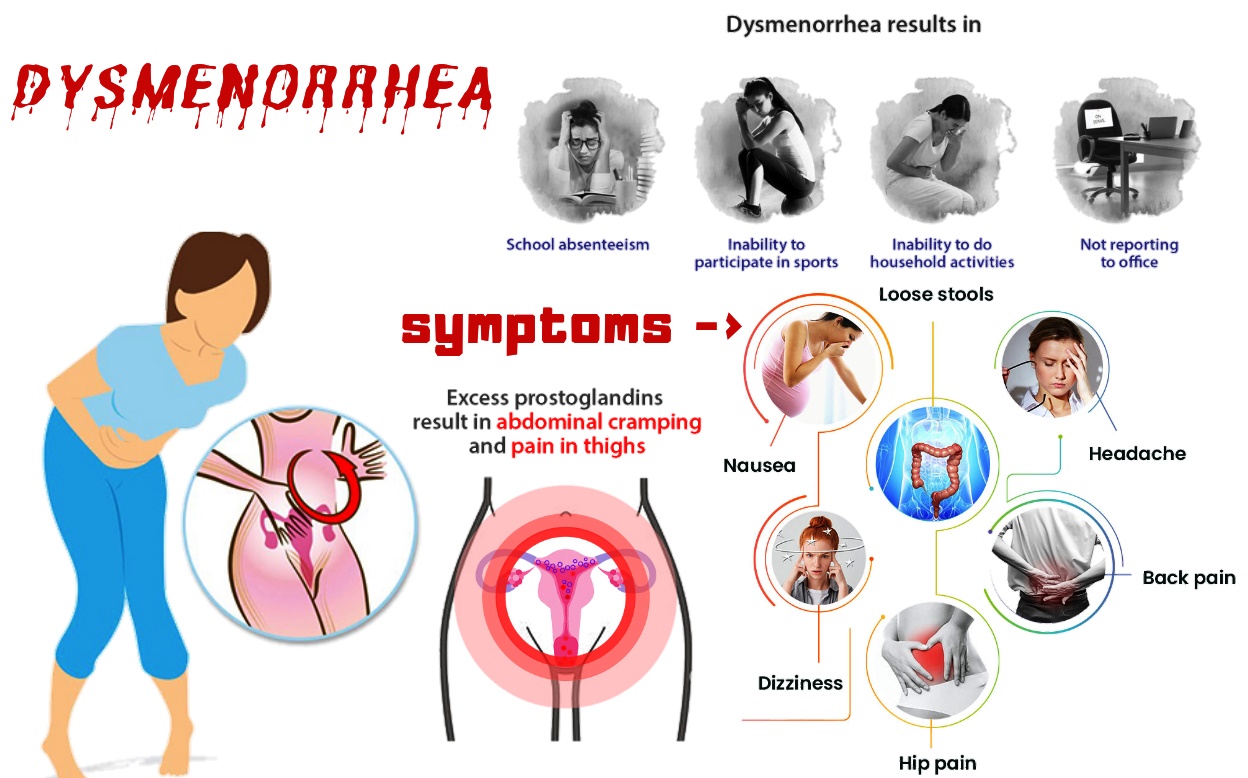 DYSMENORRHEA
Dysmenorrhea results in
School absenteeism
Inability to
participate in sports
Inability to do
household activities
Not reporting
to office
symptoms ->
Excess prostoglandins
result in abdominal cramping
and pain in thighs
Loose stools
Nausea
Headache
Back pain
Dizziness
Hip pain